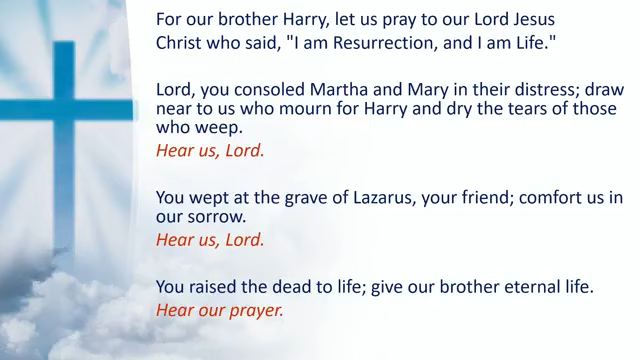 For our brother Harry, let us pray to our Lord Jesus
Christ who said, "I am Resurrection, and I am Life."
Lord, you consoled Martha and Mary in their distress; draw
near to us who mourn for Harry and dry the tears of those
who weep.
Hear us, Lord.
You wept at the grave of Lazarus, your friend; comfort us in
our sorrow.
Hear us, Lord.
You raised the dead to life; give our brother eternal life.
Hear our prayer.